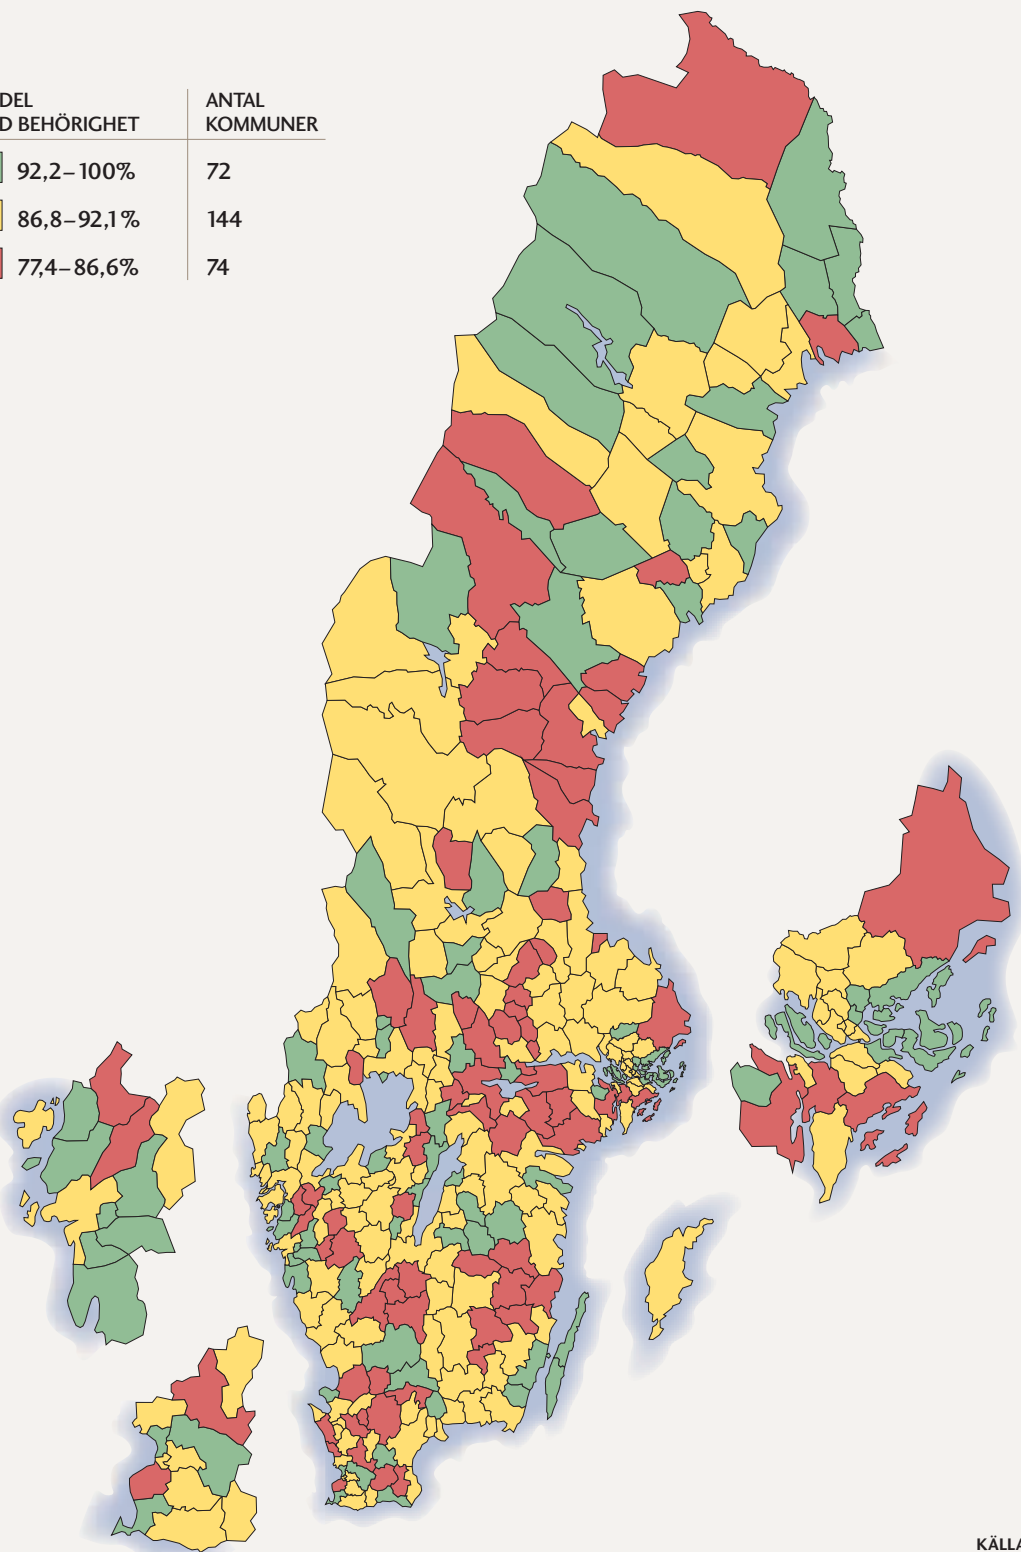 DEL
D BEHÖRIGHET
ANTAL
KOMMUNER
92,2–100% 72
86,8–92,1% 144
77,4–86,6% 74
KÄLLA